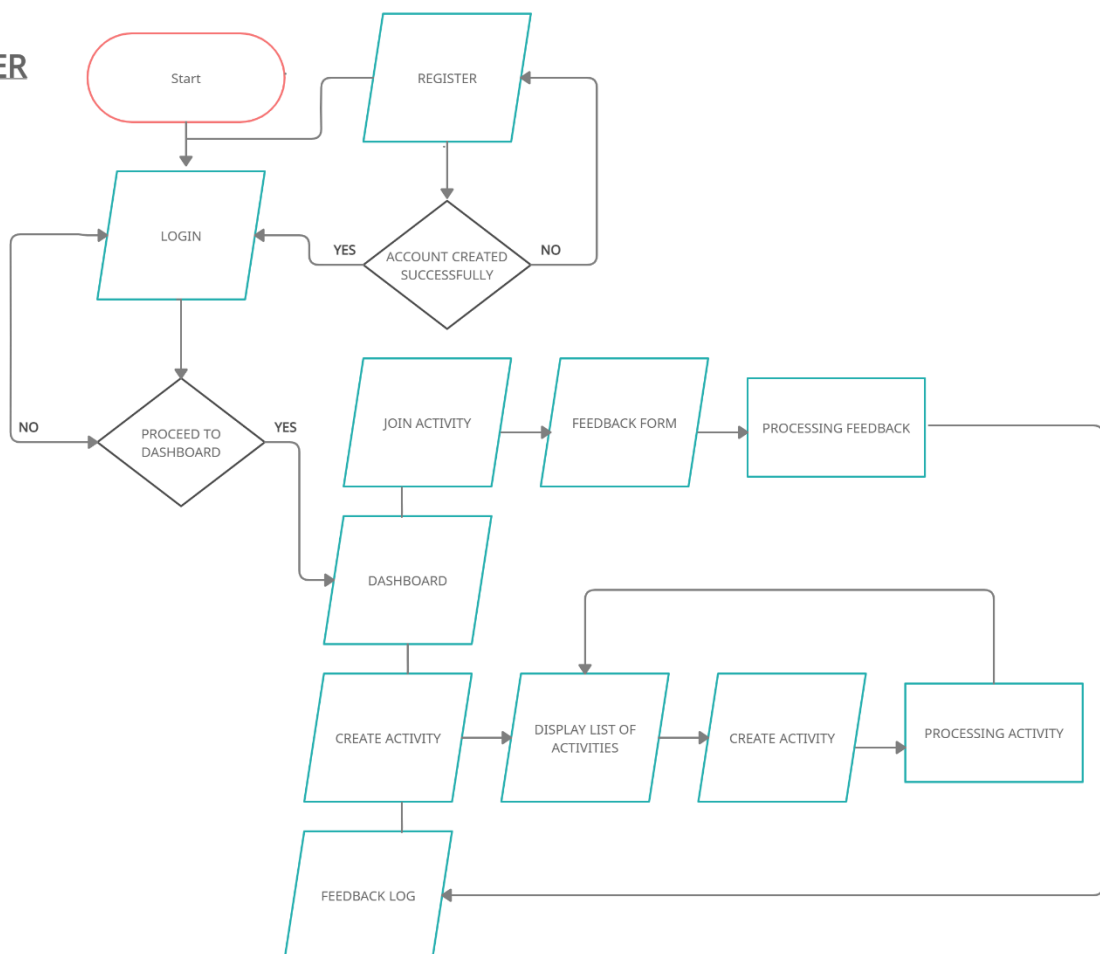 ER
Start
REGISTER
LOGIN
YES
NO
ACCOUNT CREATED
SUCCESSFULLY
JOIN ACTIVITY
FEEDBACK FORM
PROCESSING FEEDBACK
NO
YES
PROCEED TO
DASHBOARD
DASHBOARD
CREATE ACTIVITY
DISPLAY LIST OF
ACTIVITIES
CREATE ACTIVITY
PROCESSING ACTIVITY
FEEDBACK LOG